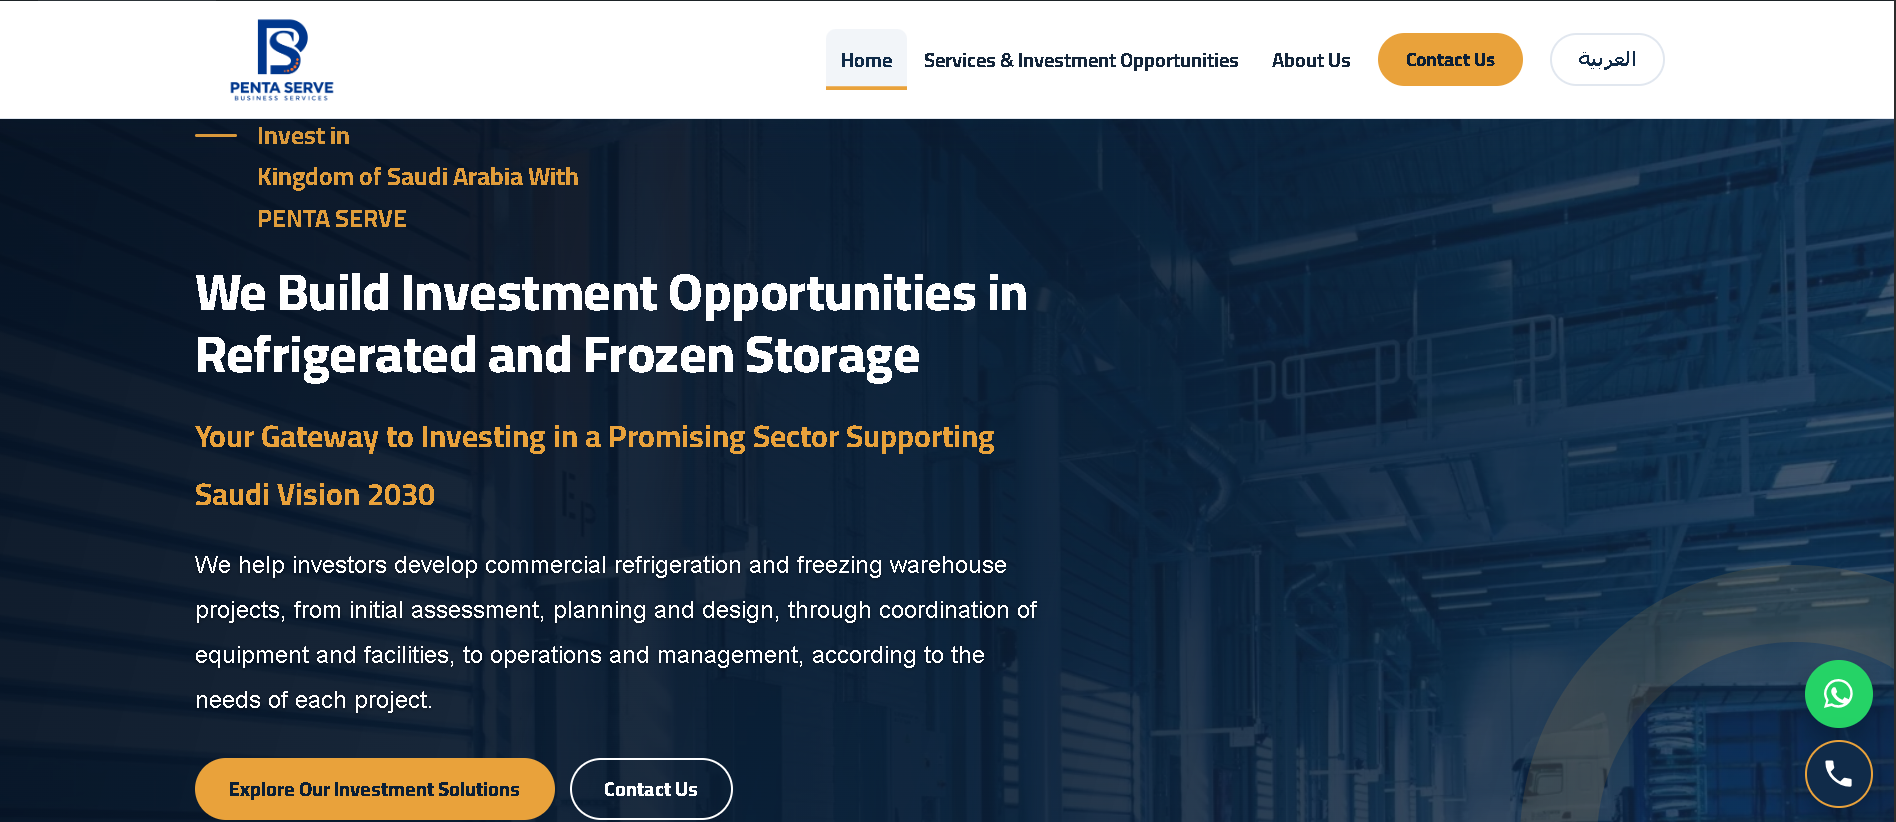 PENTA SERVE
BUSINESS SERVICES
Home
Services & Investment Opportunities
About Us
Contact Us
العربية
Invest in
Kingdom of Saudi Arabia With
PENTA SERVE
We Build Investment Opportunities in
Refrigerated and Frozen Storage
Your Gateway to Investing in a Promising Sector Supporting
Saudi Vision 2030
We help investors develop commercial refrigeration and freezing warehouse
projects, from initial assessment, planning and design, through coordination of
equipment and facilities, to operations and management, according to the
needs of each project.
Explore Our Investment Solutions
Contact Us